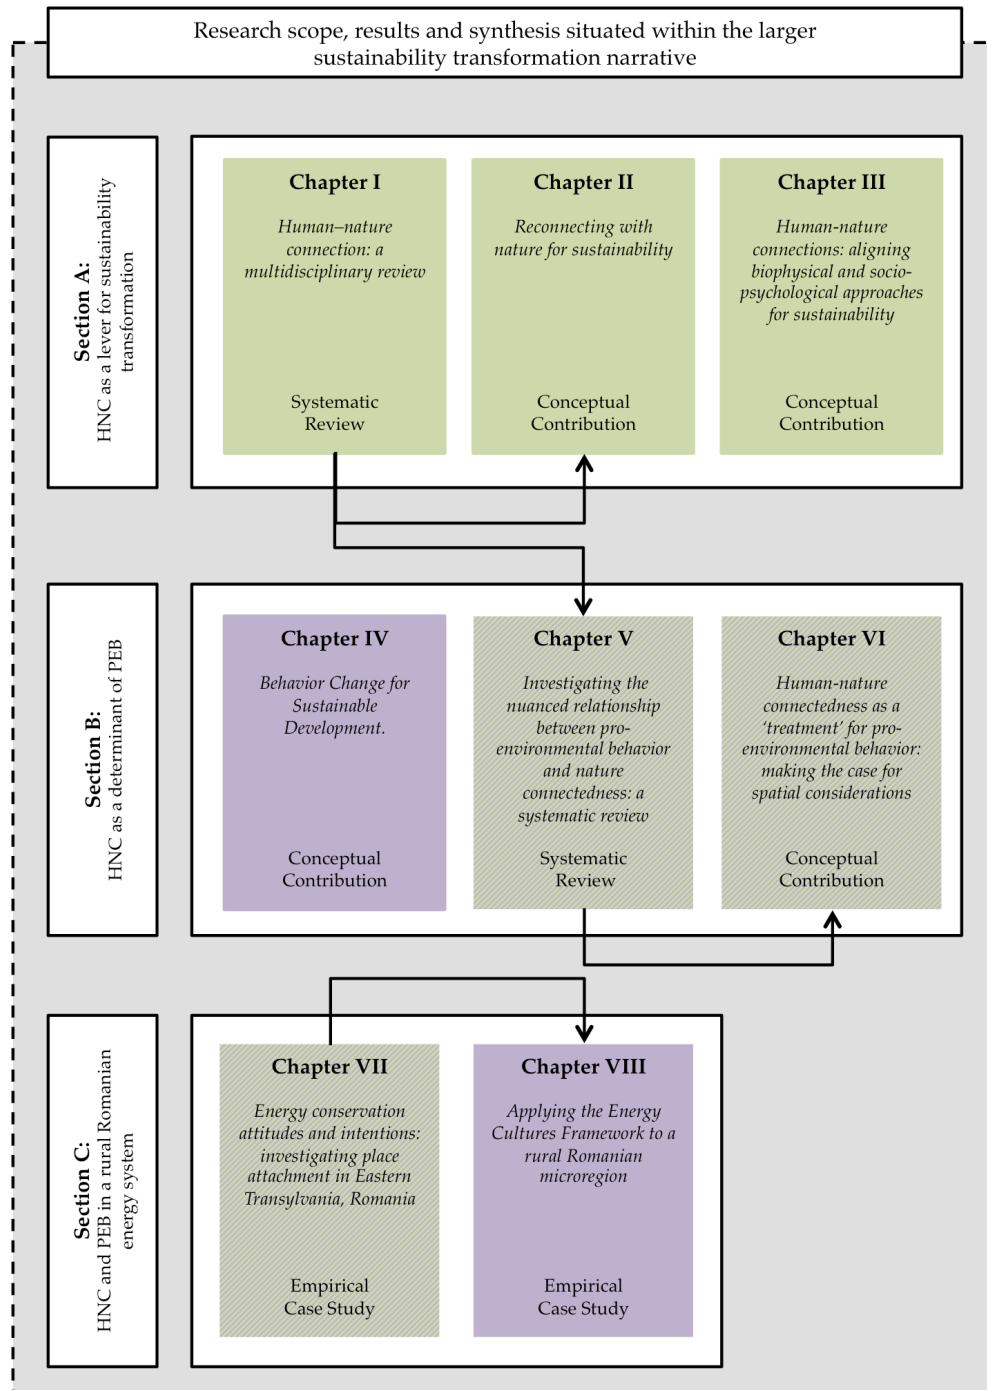 Research scope, results and synthesis situated within the larger
sustainability transformation narrative
Section A:
HNC as a lever for sustainability
transformation
Chapter I
Human–nature
connection: a
multidisciplinary review
Systematic
Review
Chapter II
Reconnecting with
nature for sustainability
Conceptual
Contribution
Chapter III
Human-nature
connections: aligning
biophysical and socio-
psychological approaches
for sustainability
Conceptual
Contribution
Section B:
HNC as a determinant of PEB
Chapter IV
Behavior Change for
Sustainable
Development.
Conceptual
Contribution
Chapter V
Investigating the
nuanced relationship
between pro-
environmental behavior
and nature
connectedness: a
systematic review
Systematic
Review
Chapter VI
Human-nature
connectedness as a
‘treatment’ for pro-
environmental behavior:
making the case for
spatial considerations
Conceptual
Contribution
Section C:
HNC and PEB in a rural Romanian
energy system
Chapter VII
Energy conservation
attitudes and intentions:
investigating place
attachment in Eastern
Transylvania, Romania
Empirical
Case Study
Chapter VIII
Applying the Energy
Cultures Framework to a
rural Romanian
microregion
Empirical
Case Study